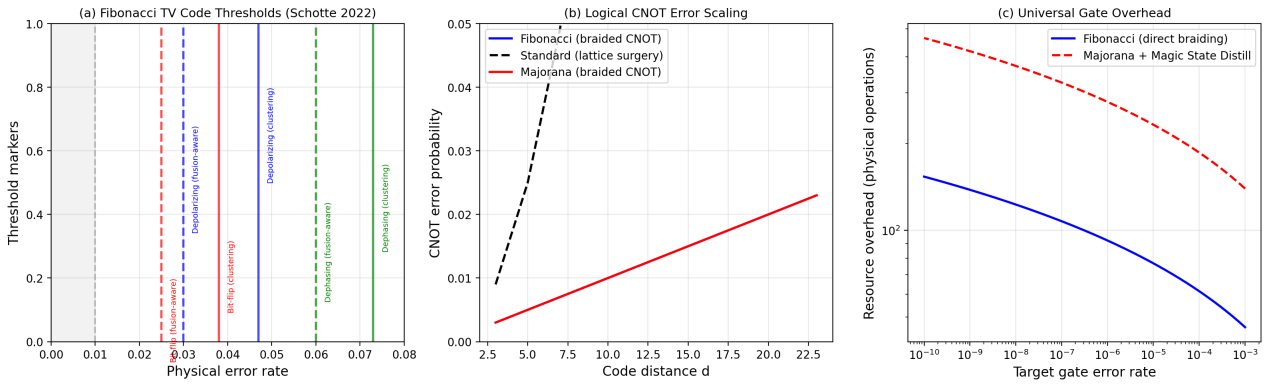 (a) Fibonacci TV Code Thresholds (Schotte 2022)
Threshold markers
1.0
0.8
0.6
0.4
0.2
0.0
Bit-flip (fusion-aware)
Depolarizing (fusion-aware)
Bit-flip (clustering)
Depolarizing (clustering)
Dephasing (fusion-aware)
Dephasing (clustering)
0.00 0.01 0.02 0.03 0.04 0.05 0.06 0.07 0.08
Physical error rate
(b) Logical CNOT Error Scaling
CNOT error probability
0.05
0.04
0.03
0.02
0.01
0.00
Fibonacci (braided CNOT)
Standard (lattice surgery)
Majorana (braided CNOT)
2.5 5.0 7.5 10.0 12.5 15.0 17.5 20.0 22.5
Code distance d
(c) Universal Gate Overhead
Resource overhead (physical operations)
10²
Fibonacci (direct braiding)
Majorana + Magic State Distill
10⁻¹⁰ 10⁻⁹ 10⁻⁸ 10⁻⁷ 10⁻⁶ 10⁻⁵ 10⁻⁴ 10⁻³
Target gate error rate